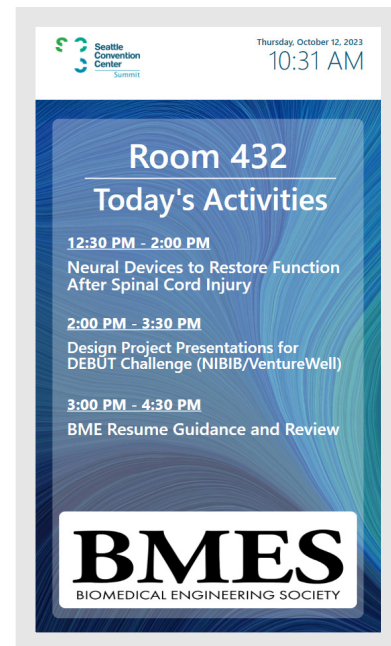 Seattle
Convention
Center
Summit
Thursday, October 12, 2023
10:31 AM
Room 432
Today's Activities
12:30 PM - 2:00 PM
Neural Devices to Restore Function
After Spinal Cord Injury
2:00 PM - 3:30 PM
Design Project Presentations for
DEBUT Challenge (NIBIB/VentureWell)
3:00 PM - 4:30 PM
BME Resume Guidance and Review
BMES
BIOMEDICAL ENGINEERING SOCIETY